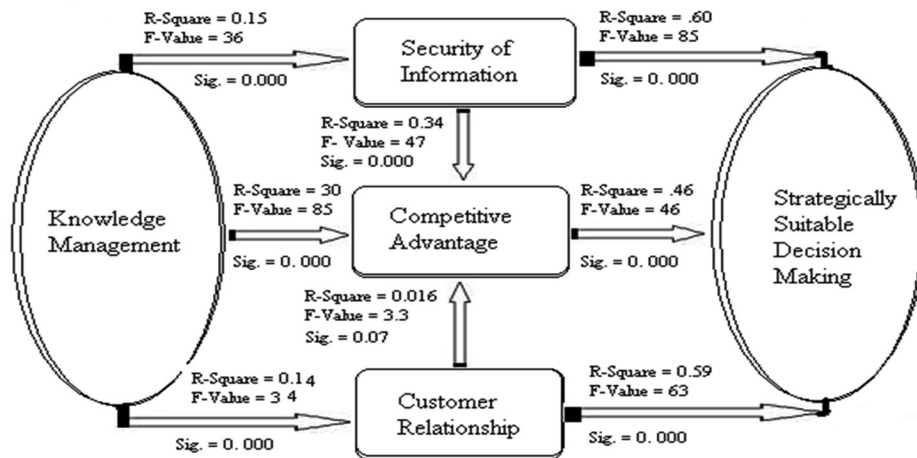 R-Square = 0.15
F-Value = 36
Sig. = 0.000
Security of
Information
R-Square = .60
F-Value = 85
Sig. = 0. 000
R-Square = 0.34
F- Value = 47
Sig. = 0.000
Knowledge
Management
R-Square = 30
F-Value = 85
Sig. = 0. 000
Competitive
Advantage
R-Square = .46
F-Value = 46
Sig. = 0. 000
Strategically
Suitable
Decision
Making
R-Square = 0.016
F-Value = 3.3
Sig. = 0.07
R-Square = 0.14
F-Value = 3 4
Sig. = 0. 000
Customer
Relationship
R-Square = 0.59
F-Value = 63
Sig. = 0. 000